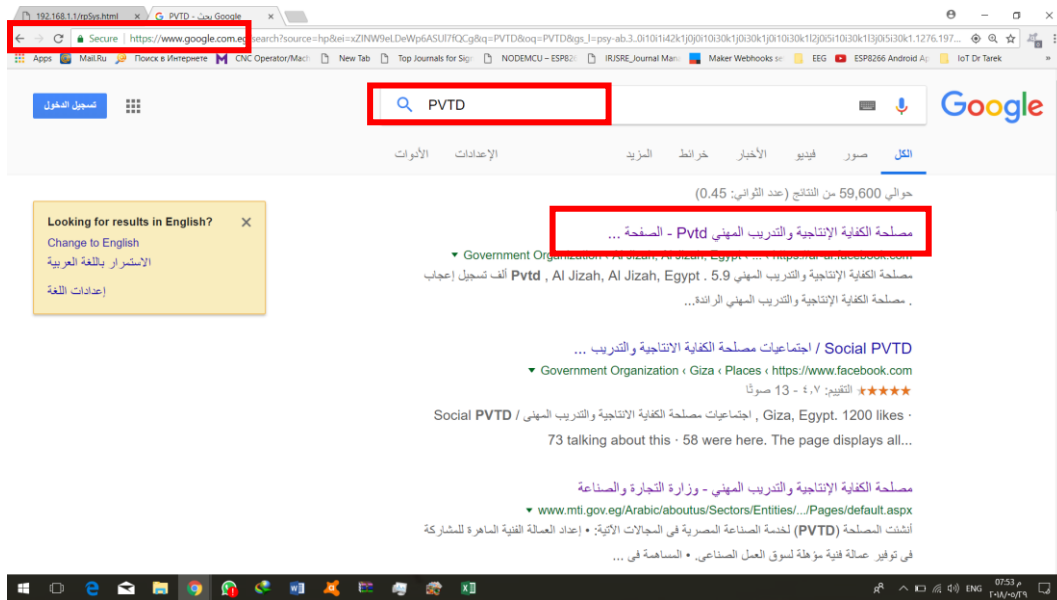 192.168.1.1/rpSys.html
PVTD - بحث Google
Secure | https://www.google.com.eg/search?source=hp&ei=xZINW9eLDeWp6ASUl7fQCg&q=PVTD&oq=PVTD&gs_l=psy-ab.3..0i10i1i42k1j0j0i10i30k1j0i30k1j0i10i30k1l2j0i5i10i30k1l3j0i5i30k1.1276.197...
Apps Mail.Ru Поиск в Интернете CNC Operator/Mach New Tab Top Journals for Sig NODEMCU - ESP82 IRJSRE_Journal Man Maker Webhooks se EEG ESP8266 Android Ap IoT Dr Tarek »
تسجيل الدخول
PVTD
Google
الكل صور فيديو الأخبار خرائط المزيد الإعدادات الأدوات
حوالي 59,600 من النتائج (عدد الثواني: 0.45)
Looking for results in English?
Change to English
الاستمرار باللغة العربية
إعدادات اللغة
مصلحة الكفاية الإنتاجية والتدريب المهني Pvtd - الصفحة ...
مصلحة الكفاية الإنتاجية والتدريب المهني Pvtd , Al Jizah, Al Jizah, Egypt . 5.9 ألف تسجيل إعجاب
. مصلحة الكفاية الإنتاجية والتدريب المهني الرائدة...
Social PVTD / اجتماعيات مصلحة الكفاية الانتاجية والتدريب ...
Government Organization ‹ Giza ‹ Places ‹ https://www.facebook.com
التقييم: ٤,٧ - 13 صوتًا
Social PVTD / اجتماعيات مصلحة الكفاية الانتاجية والتدريب المهنى , Giza, Egypt. 1200 likes ·
73 talking about this · 58 were here. The page displays all...
مصلحة الكفاية الإنتاجية والتدريب المهني - وزارة التجارة والصناعة
www.mti.gov.eg/Arabic/aboutus/Sectors/Entities/.../Pages/default.aspx
أنشئت المصلحة (PVTD) لخدمة الصناعة المصرية فى المجالات الآتية: • إعداد العمالة الفنية الماهرة للمشاركة
فى توفير عمالة فنية مؤهلة لسوق العمل الصناعى. • المساهمة فى ...
ENG
07:53 م
٢٠١٨/٠٥/٢٩